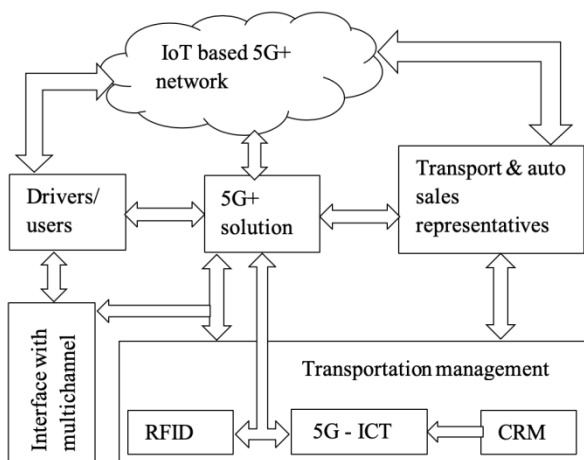 IoT based 5G+
network
Drivers/
users
5G+
solution
Transport & auto
sales
representatives
Interface with
multichannel
Transportation management
RFID
5G - ICT
CRM